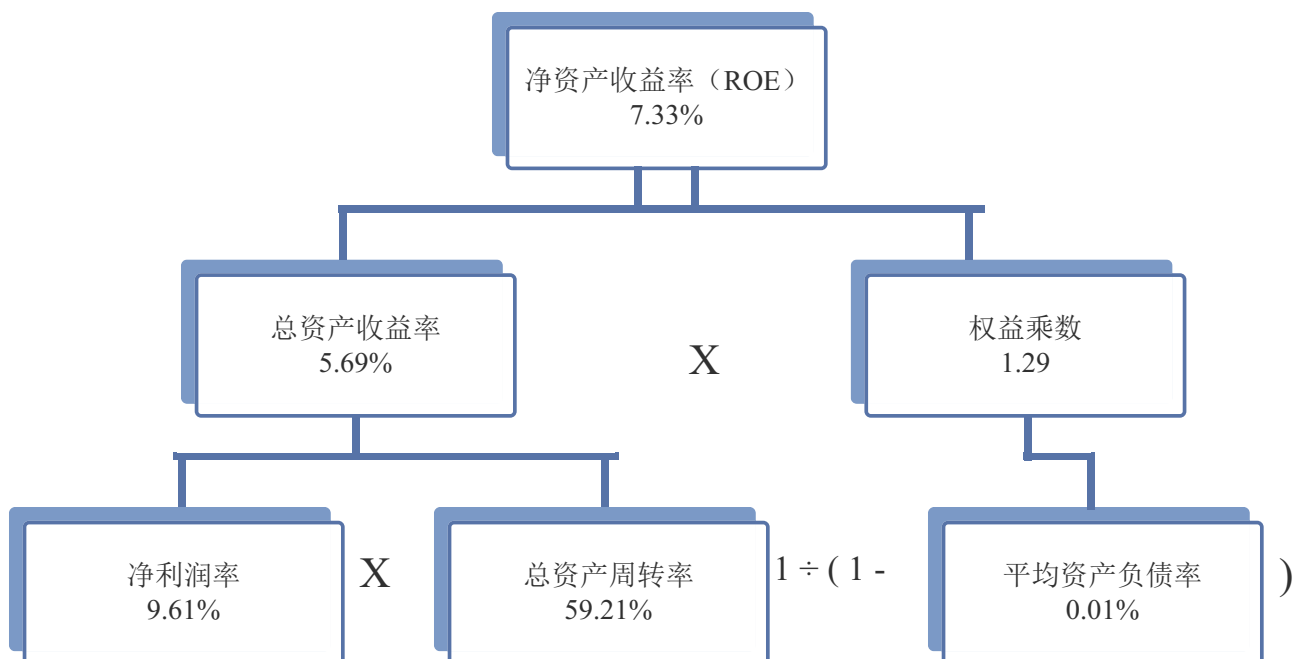 净资产收益率（ROE）
7.33%
总资产收益率
5.69%
X
权益乘数
1.29
净利润率
9.61%
X
总资产周转率
59.21%
1 ÷ ( 1 -
平均资产负债率
0.01%
)